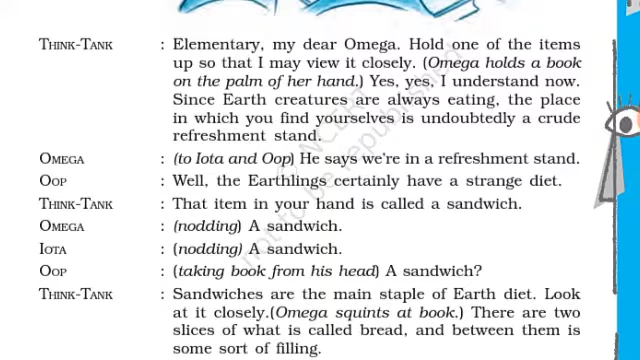 THINK-TANK : Elementary, my dear Omega. Hold one of the items
up so that I may view it closely. (Omega holds a book
on the palm of her hand.) Yes, yes, I understand now.
Since Earth creatures are always eating, the place
in which you find yourselves is undoubtedly a crude
refreshment stand.
OMEGA : (to Iota and Oop) He says we're in a refreshment stand.
OOP : Well, the Earthlings certainly have a strange diet.
THINK-TANK : That item in your hand is called a sandwich.
OMEGA : (nodding) A sandwich.
IOTA : (nodding) A sandwich.
OOP : (taking book from his head) A sandwich?
THINK-TANK : Sandwiches are the main staple of Earth diet. Look
at it closely.(Omega squints at book.) There are two
slices of what is called bread, and between them is
some sort of filling.
© NCERT
not to be republished